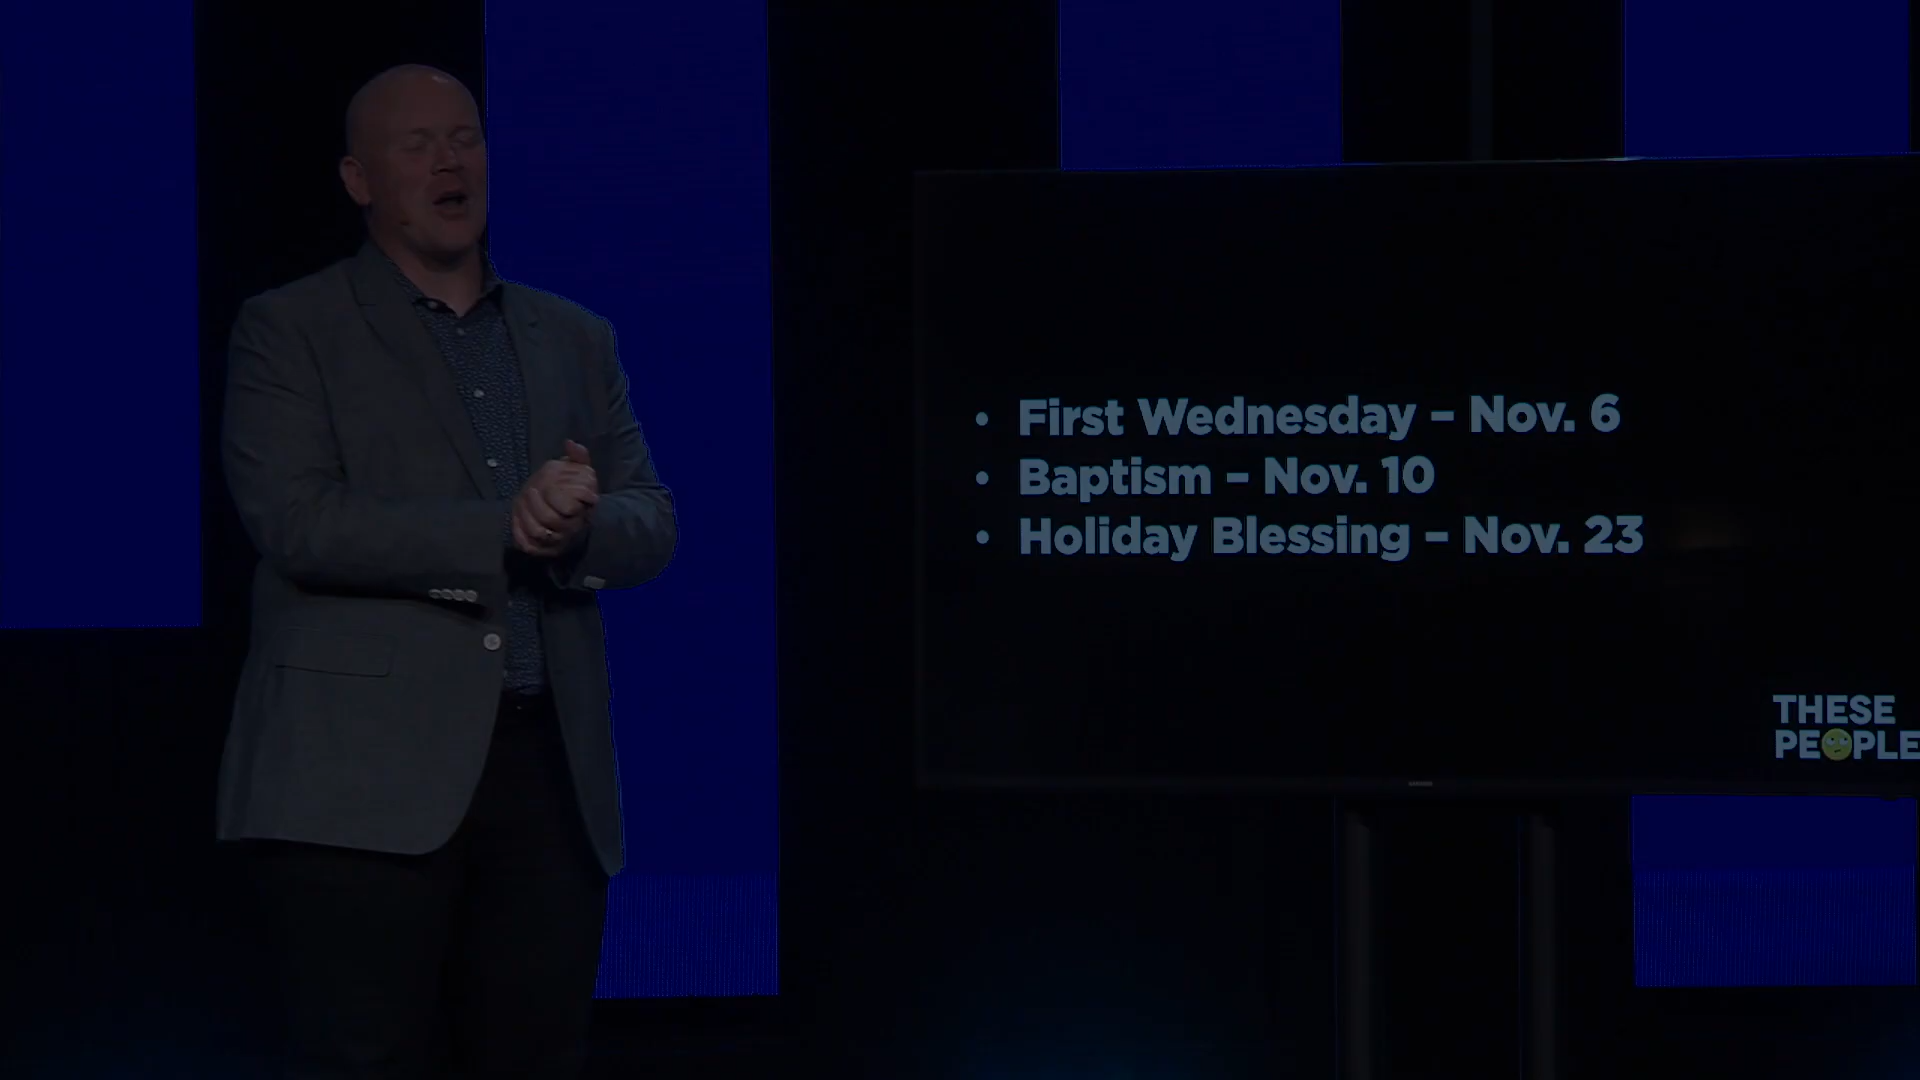 • First Wednesday – Nov. 6
• Baptism – Nov. 10
• Holiday Blessing – Nov. 23
THESE
PEOPLE